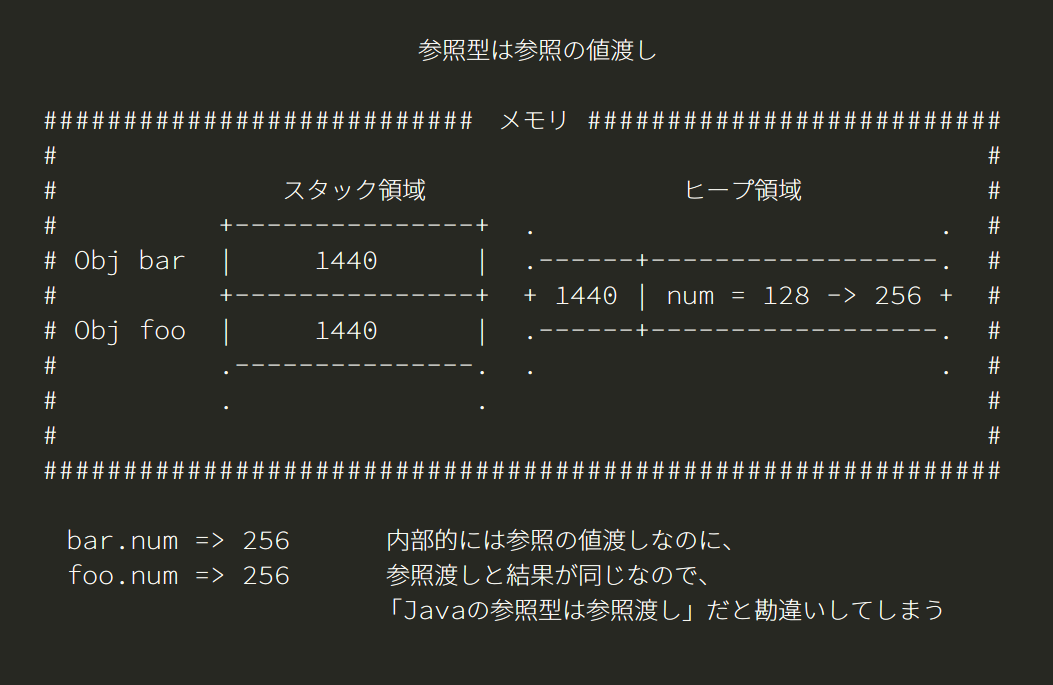 参照型は参照の値渡し
########################### メモリ ##########################
#                                                          #
#              スタック領域                ヒープ領域            #
#          +---------------+  .                         .  #
# Obj bar  |     1440      |  .------+------------------.  #
#          +---------------+  + 1440 | num = 128 -> 256 +  #
# Obj foo  |     1440      |  .------+------------------.  #
#          .---------------.  .                         .  #
#          .               .                               #
#                                                          #
############################################################
bar.num => 256      内部的には参照の値渡しなのに、
foo.num => 256      参照渡しと結果が同じなので、
「Javaの参照型は参照渡し」だと勘違いしてしまう